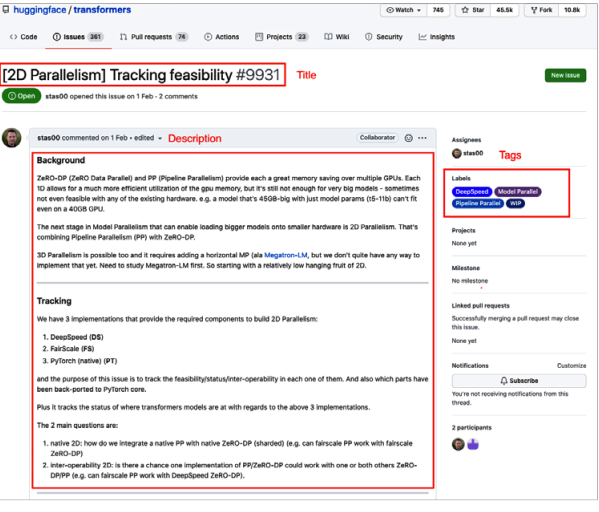 huggingface / transformers
Watch 745 Star 45.5k Fork 10.8k
Code Issues 361 Pull requests 74 Actions Projects 23 Wiki Security Insights
[2D Parallelism] Tracking feasibility #9931 Title
New issue
Open stas00 opened this issue on 1 Feb · 2 comments
stas00 commented on 1 Feb • edited Description
Collaborator
Background
ZeRO-DP (ZeRO Data Parallel) and PP (Pipeline Parallelism) provide each a great memory saving over multiple GPUs. Each
1D allows for a much more efficient utilization of the gpu memory, but it's still not enough for very big models - sometimes
not even feasible with any of the existing hardware. e.g. a model that's 45GB-big with just model params (t5-11b) can't fit
even on a 40GB GPU.
The next stage in Model Parallelism that can enable loading bigger models onto smaller hardware is 2D Parallelism. That's
combining Pipeline Parallelism (PP) with ZeRO-DP.
3D Parallelism is possible too and it requires adding a horizontal MP (ala Megatron-LM, but we don't quite have any way to
implement that yet. Need to study Megatron-LM first. So starting with a relatively low hanging fruit of 2D.
Tracking
We have 3 implementations that provide the required components to build 2D Parallelism:
1. DeepSpeed (DS)
2. FairScale (FS)
3. PyTorch (native) (PT)
and the purpose of this issue is to track the feasibility/status/inter-operability in each one of them. And also which parts have
been back-ported to PyTorch core.
Plus it tracks the status of where transformers models are at with regards to the above 3 implementations.
The 2 main questions are:
1. native 2D: how do we integrate a native PP with native ZeRO-DP (sharded) (e.g. can fairscale PP work with fairscale
ZeRO-DP)
2. inter-operability 2D: is there a chance one implementation of PP/ZeRO-DP could work with one or both others ZeRO-
DP/PP (e.g. can fairscale PP work with DeepSpeed ZeRO-DP).
Assignees
stas00
Tags
Labels
DeepSpeed Model Parallel
Pipeline Parallel WIP
Projects
None yet
Milestone
No milestone
Linked pull requests
Successfully merging a pull request may close
this issue.
None yet
Notifications Customize
Subscribe
You're not receiving notifications from this
thread.
2 participants